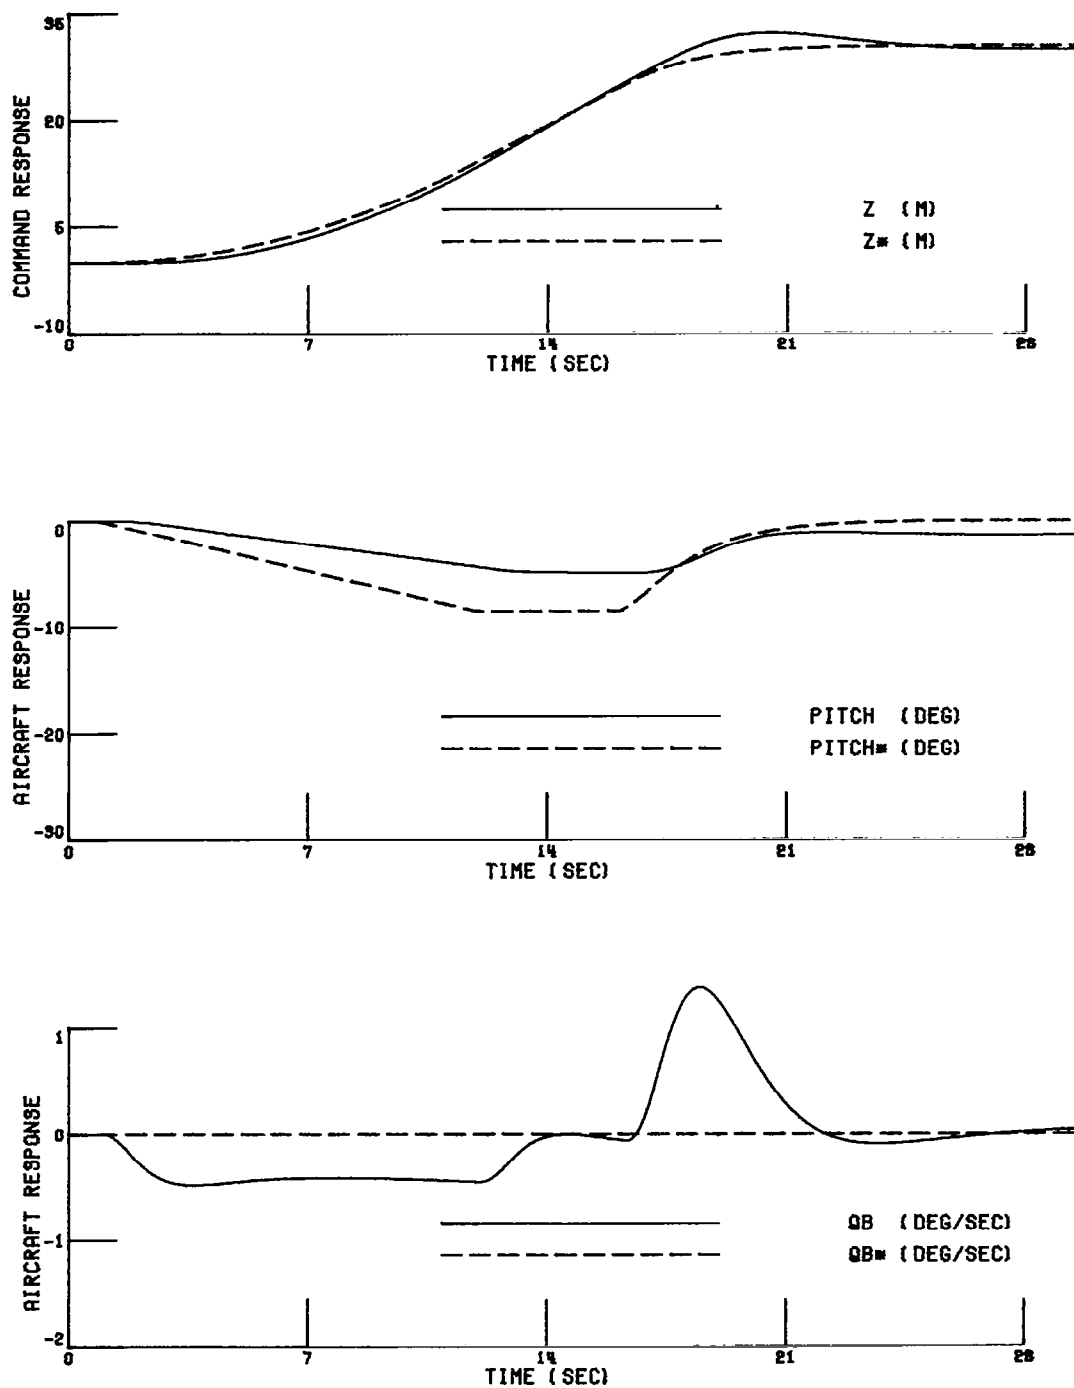 35
20
5
-10
COMMAND RESPONSE
Z (M)
Z* (M)
0 7 14 21 28
TIME (SEC)
0
-10
-20
-30
AIRCRAFT RESPONSE
PITCH (DEG)
PITCH* (DEG)
0 7 14 21 28
TIME (SEC)
1
0
-1
-2
AIRCRAFT RESPONSE
QB (DEG/SEC)
QB* (DEG/SEC)
0 7 14 21 28
TIME (SEC)